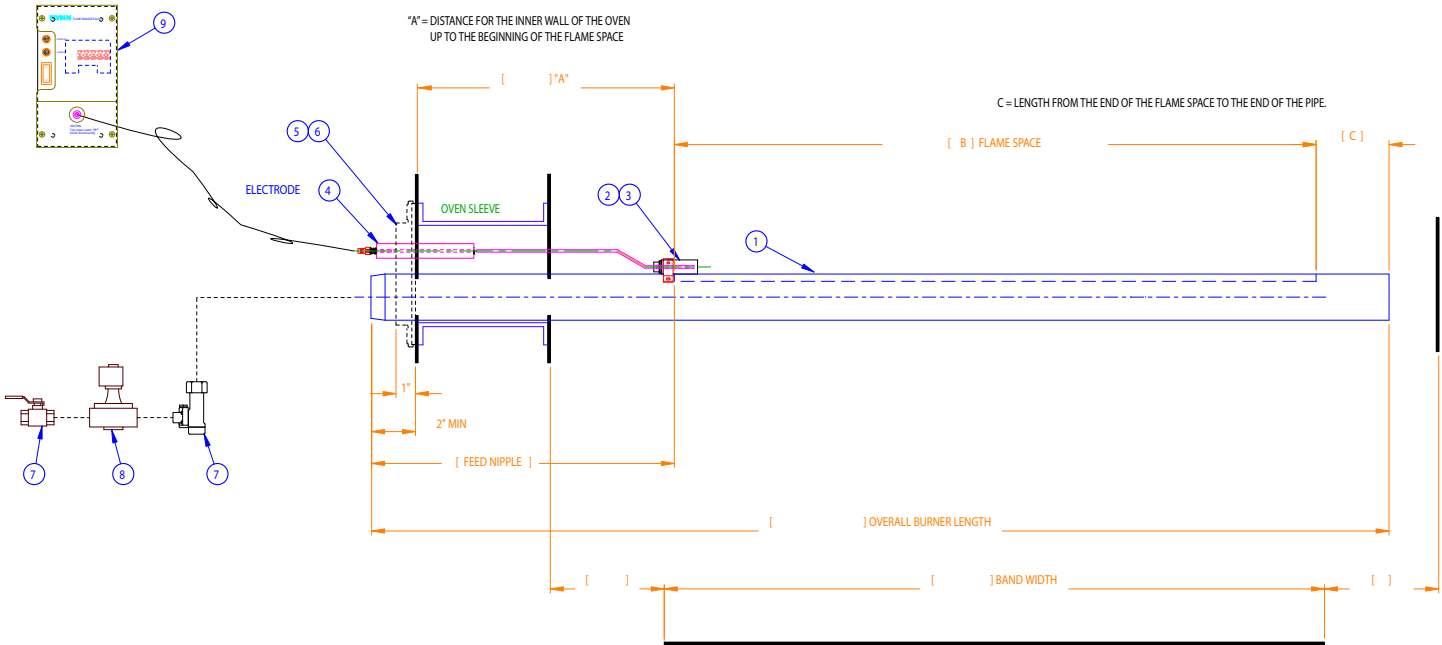 9
"A" = DISTANCE FOR THE INNER WALL OF THE OVEN
UP TO THE BEGINNING OF THE FLAME SPACE
[ ] "A"
C = LENGTH FROM THE END OF THE FLAME SPACE TO THE END OF THE PIPE.
[ B ] FLAME SPACE
[ C ]
5 6
ELECTRODE 4
OVEN SLEEVE
2 3
1
1"
2" MIN
[ FEED NIPPLE ]
7
8
7
[ ] OVERALL BURNER LENGTH
[ ]
[ ] BAND WIDTH
[ ]